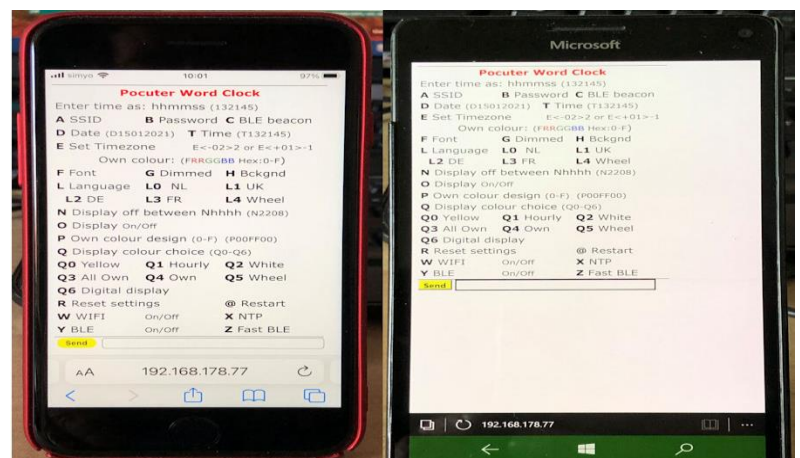 simyo 10:01 97%
Pocuter Word Clock
Enter time as: hhmmss (132145)
A SSID B Password C BLE beacon
D Date (D15012021) T Time (T132145)
E Set Timezone E<-02>2 or E<+01>-1
Own colour: (FRRGGBB Hex:0-F)
F Font G Dimmed H Bckgnd
L Language L0 NL L1 UK
L2 DE L3 FR L4 Wheel
N Display off between Nhhhh (N2208)
O Display On/Off
P Own colour design (0-F) (P00FF00)
Q Display colour choice (Q0-Q6)
Q0 Yellow Q1 Hourly Q2 White
Q3 All Own Q4 Own Q5 Wheel
Q6 Digital display
R Reset settings @ Restart
W WIFI On/Off X NTP
Y BLE On/Off Z Fast BLE
Send
AA 192.168.178.77
Microsoft
Pocuter Word Clock
Enter time as: hhmmss (132145)
A SSID B Password C BLE beacon
D Date (D15012021) T Time (T132145)
E Set Timezone E<-02>2 or E<+01>-1
Own colour: (FRRGGBB Hex:0-F)
F Font G Dimmed H Bckgnd
L Language L0 NL L1 UK
L2 DE L3 FR L4 Wheel
N Display off between Nhhhh (N2208)
O Display On/Off
P Own colour design (0-F) (P00FF00)
Q Display colour choice (Q0-Q6)
Q0 Yellow Q1 Hourly Q2 White
Q3 All Own Q4 Own Q5 Wheel
Q6 Digital display
R Reset settings @ Restart
W WIFI On/Off X NTP
Y BLE On/Off Z Fast BLE
Send
192.168.178.77